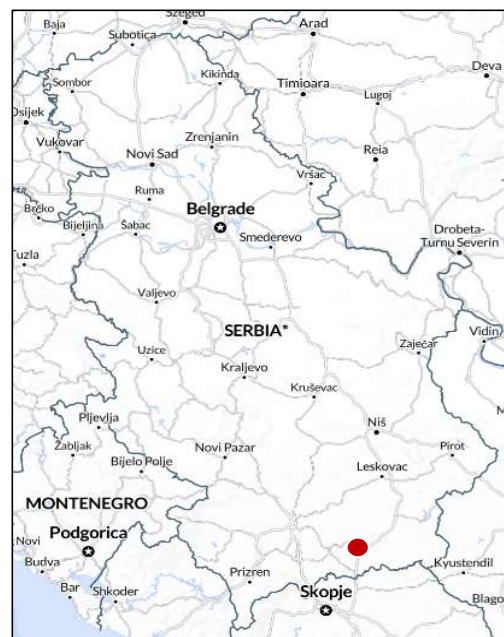 Szeged
Baja
Arad
Subotica
Deva
Kikinda
Sombor
Timioara
Lugoj
Osijek
Zrenjanin
Vukovar
Novi Sad
Reia
Vršac
Ruma
Brčko
Belgrade
Bijeljina
Šabac
Smederevo
Drobeta-
Turnu Severin
Tuzla
Valjevo
SERBIA*
Vidin
Uzice
Zaječar
Kraljevo
Kruševac
Pljevlja
Niš
Žabljak
Novi Pazar
Pirot
Bijelo Polje
Leskovac
MONTENEGRO
Podgorica
Novi
Budva
Kyustendil
Prizren
Bar
Shkoder
Skopje
Blago